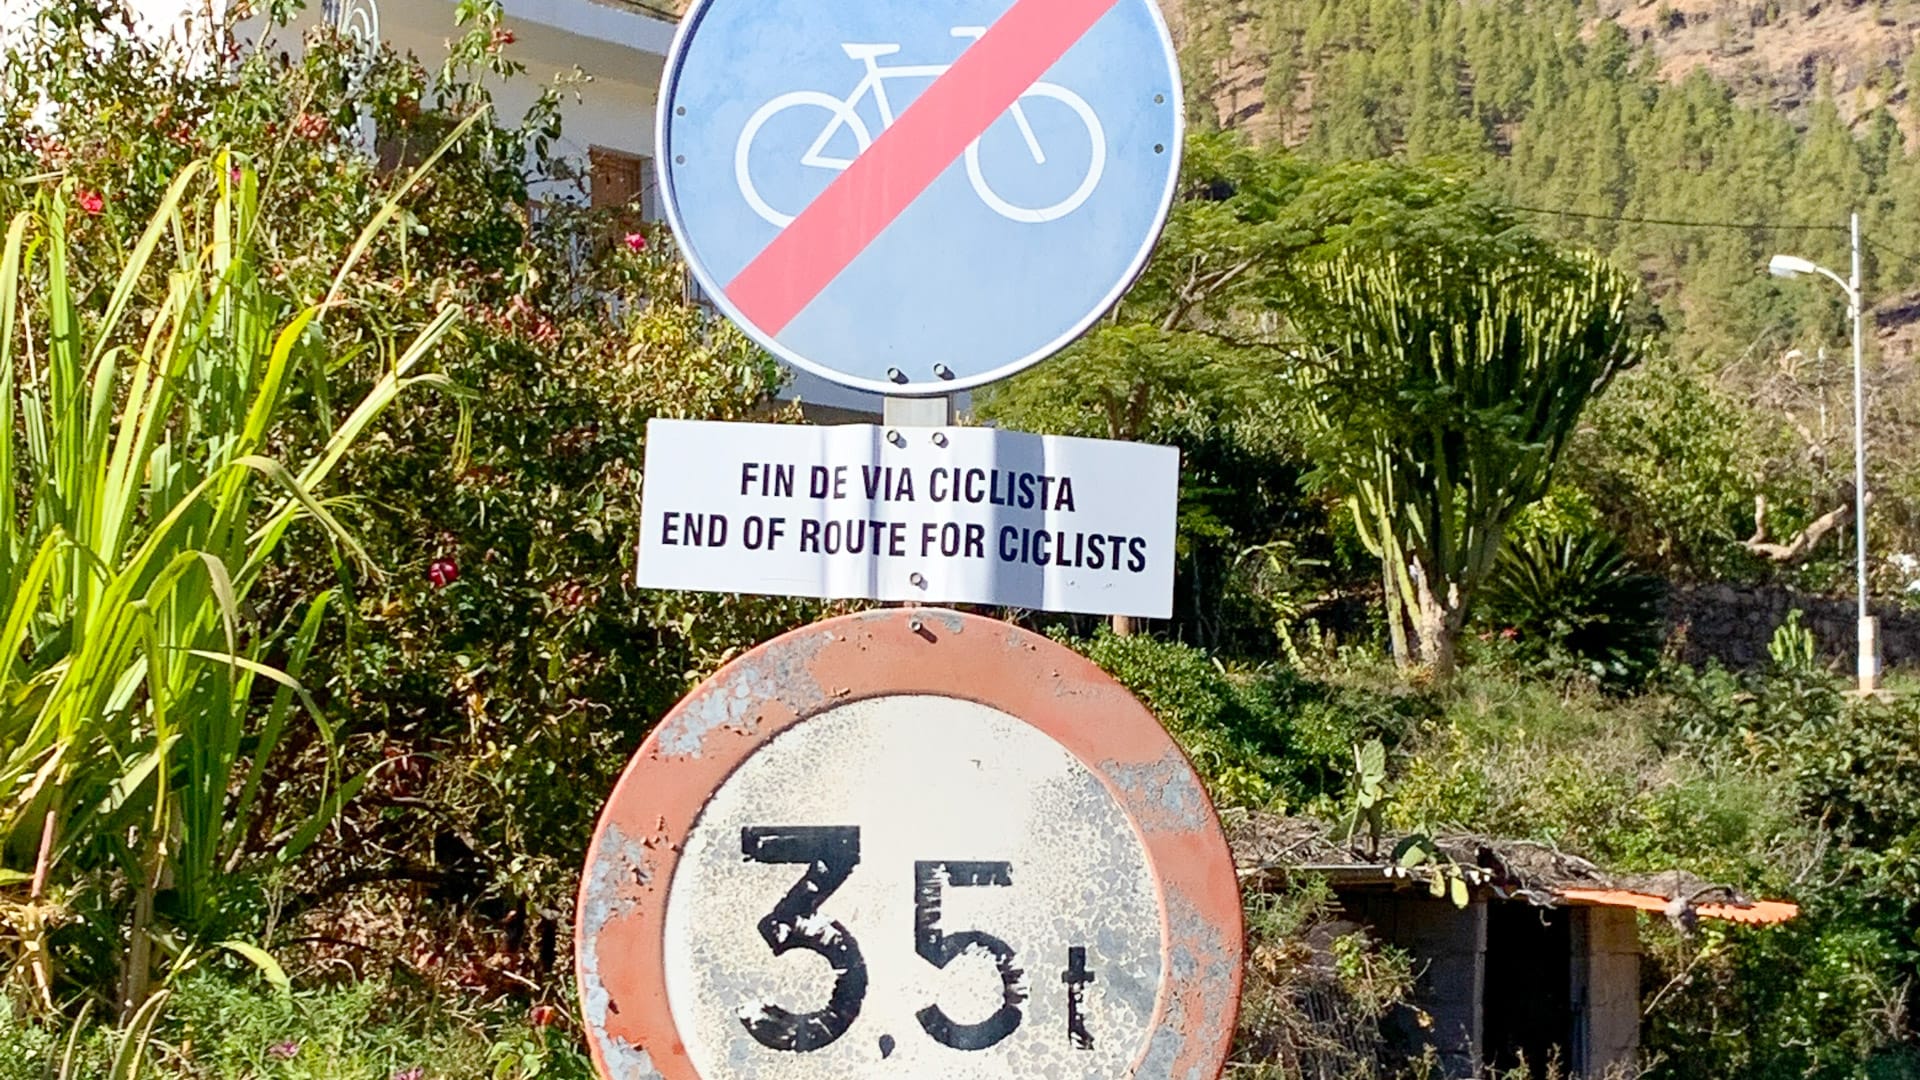 FIN DE VIA CICLISTA
END OF ROUTE FOR CICLISTS
3,5t